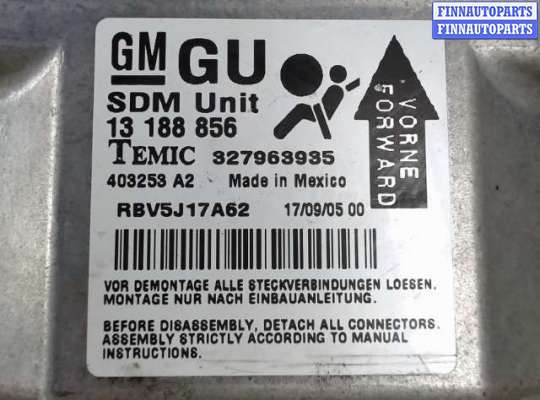 FINNAUTOPARTS
FINNAUTOPARTS
GM GU
SDM Unit
13 188 856
TEMIC 327963935
403253 A2 Made in Mexico
RBV5J17A62 17/09/05 00
VORNE
FORWARD
VOR DEMONTAGE ALLE STECKVERBINDUNGEN LOESEN.
MONTAGE NUR NACH EINBAUANLEITUNG.
BEFORE DISASSEMBLY, DETACH ALL CONNECTORS.
ASSEMBLY STRICTLY ACCORDING TO MANUAL
INSTRUCTIONS.